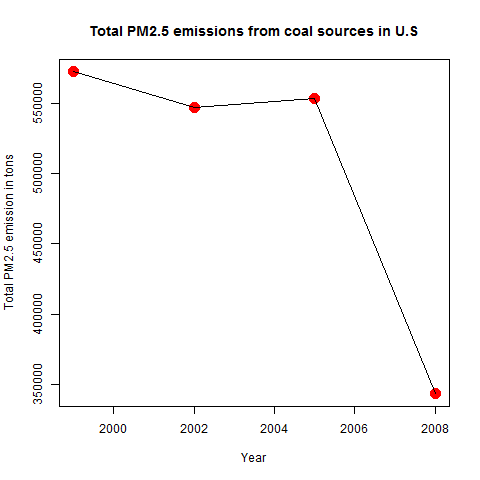 Total PM2.5 emissions from coal sources in U.S
Total PM2.5 emission in tons
550000
500000
450000
400000
350000
2000 2002 2004 2006 2008
Year